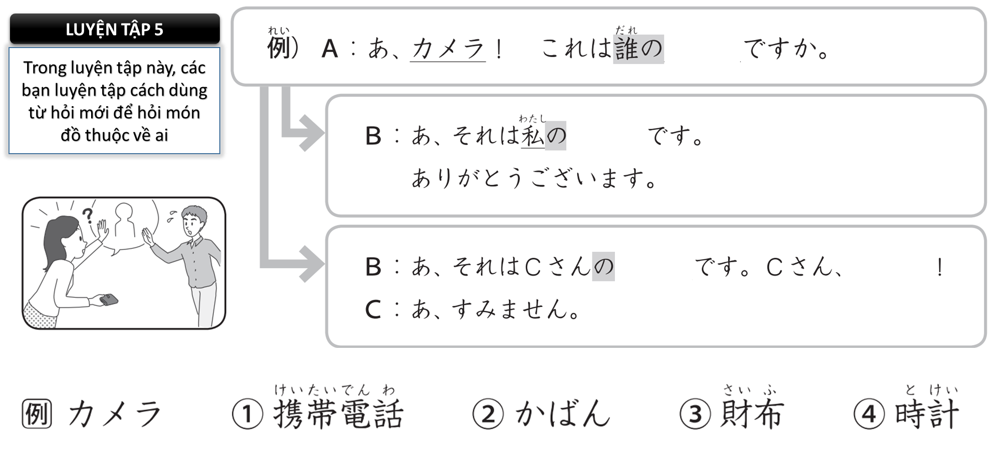 LUYỆN TẬP 5
Trong luyện tập này, các
bạn luyện tập cách dùng
từ hỏi mới để hỏi món
đồ thuộc về ai
れい だれ
例） A：あ、カメラ！ これは誰の ですか。
わたし
B：あ、それは私の です。
ありがとうございます。
B：あ、それはCさんの です。Cさん、 ！
C：あ、すみません。
?
けいたいでんわ さいふ とけい
例 カメラ ① 携帯電話 ② かばん ③ 財布 ④ 時計